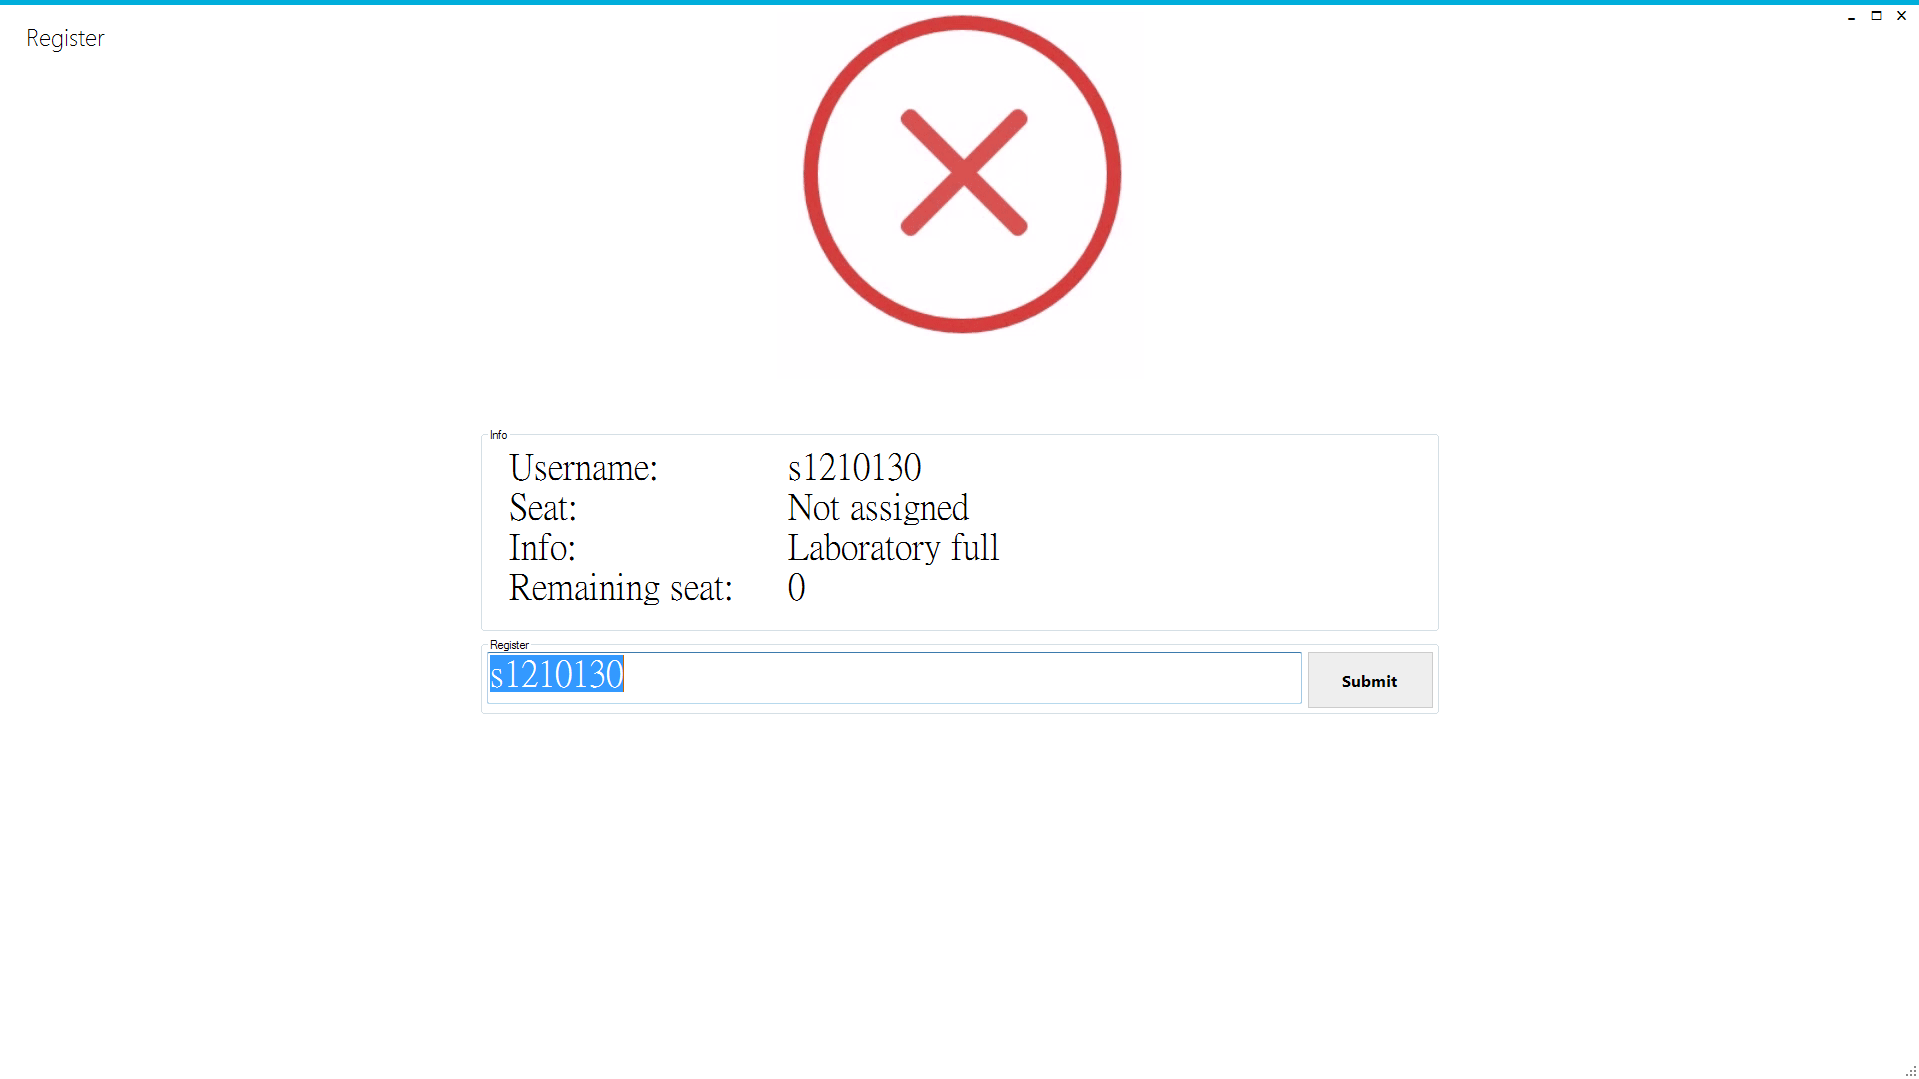 Register
Info
Username: s1210130
Seat: Not assigned
Info: Laboratory full
Remaining seat: 0
Register
s1210130 Submit